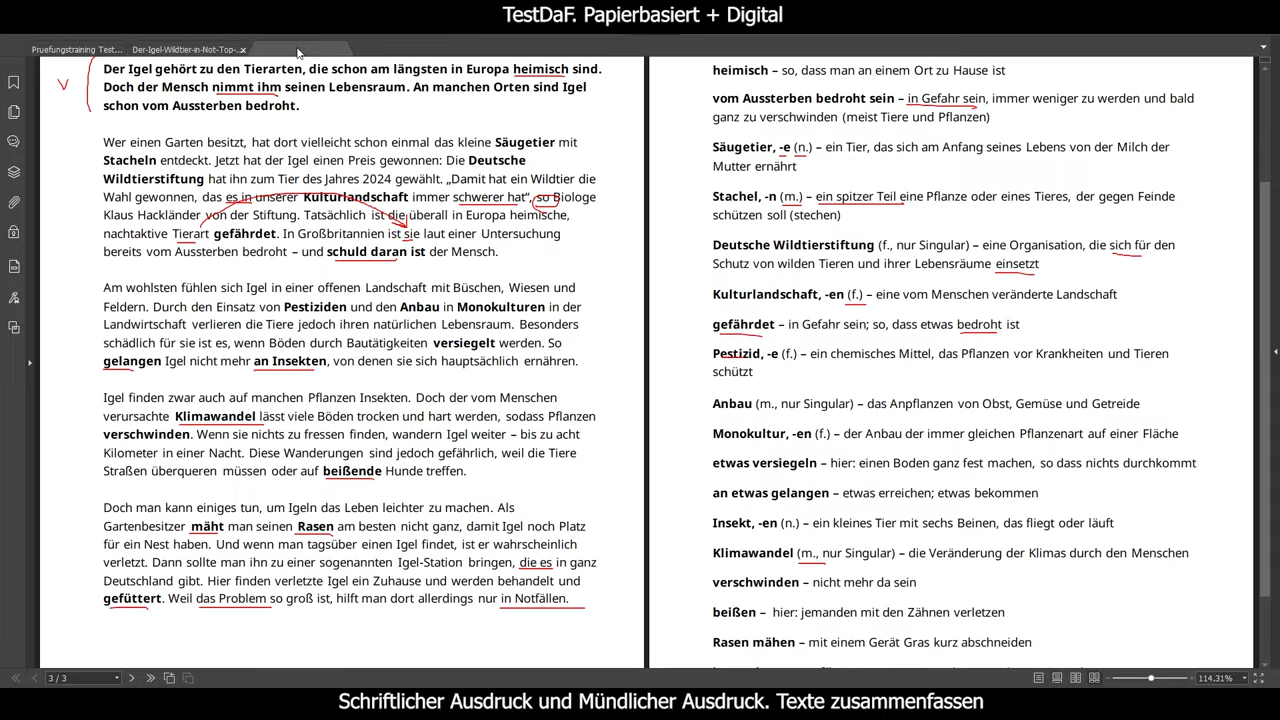 TestDaF. Papierbasiert + Digital
Pruefungstraining Test...
Der-Igel-Wildtier-in-Not-Top-...
V
Der Igel gehört zu den Tierarten, die schon am längsten in Europa heimisch sind.
Doch der Mensch nimmt ihm seinen Lebensraum. An manchen Orten sind Igel
schon vom Aussterben bedroht.
Wer einen Garten besitzt, hat dort vielleicht schon einmal das kleine Säugetier mit
Stacheln entdeckt. Jetzt hat der Igel einen Preis gewonnen: Die Deutsche
Wildtierstiftung hat ihn zum Tier des Jahres 2024 gewählt. „Damit hat ein Wildtier die
Wahl gewonnen, das es in unserer Kulturlandschaft immer schwerer hat“, so Biologe
Klaus Hackländer von der Stiftung. Tatsächlich ist die überall in Europa heimische,
nachtaktive Tierart gefährdet. In Großbritannien ist sie laut einer Untersuchung
bereits vom Aussterben bedroht – und schuld daran ist der Mensch.
Am wohlsten fühlen sich Igel in einer offenen Landschaft mit Büschen, Wiesen und
Feldern. Durch den Einsatz von Pestiziden und den Anbau in Monokulturen in der
Landwirtschaft verlieren die Tiere jedoch ihren natürlichen Lebensraum. Besonders
schädlich für sie ist es, wenn Böden durch Bautätigkeiten versiegelt werden. So
gelangen Igel nicht mehr an Insekten, von denen sie sich hauptsächlich ernähren.
Igel finden zwar auch auf manchen Pflanzen Insekten. Doch der vom Menschen
verursachte Klimawandel lässt viele Böden trocken und hart werden, sodass Pflanzen
verschwinden. Wenn sie nichts zu fressen finden, wandern Igel weiter – bis zu acht
Kilometer in einer Nacht. Diese Wanderungen sind jedoch gefährlich, weil die Tiere
Straßen überqueren müssen oder auf beißende Hunde treffen.
Doch man kann einiges tun, um Igeln das Leben leichter zu machen. Als
Gartenbesitzer mäht man seinen Rasen am besten nicht ganz, damit Igel noch Platz
für ein Nest haben. Und wenn man tagsüber einen Igel findet, ist er wahrscheinlich
verletzt. Dann sollte man ihn zu einer sogenannten Igel-Station bringen, die es in ganz
Deutschland gibt. Hier finden verletzte Igel ein Zuhause und werden behandelt und
gefüttert. Weil das Problem so groß ist, hilft man dort allerdings nur in Notfällen.
heimisch – so, dass man an einem Ort zu Hause ist
vom Aussterben bedroht sein – in Gefahr sein, immer weniger zu werden und bald
ganz zu verschwinden (meist Tiere und Pflanzen)
Säugetier, -e (n.) – ein Tier, das sich am Anfang seines Lebens von der Milch der
Mutter ernährt
Stachel, -n (m.) – ein spitzer Teil eine Pflanze oder eines Tieres, der gegen Feinde
schützen soll (stechen)
Deutsche Wildtierstiftung (f., nur Singular) – eine Organisation, die sich für den
Schutz von wilden Tieren und ihrer Lebensräume einsetzt
Kulturlandschaft, -en (f.) – eine vom Menschen veränderte Landschaft
gefährdet – in Gefahr sein; so, dass etwas bedroht ist
Pestizid, -e (f.) – ein chemisches Mittel, das Pflanzen vor Krankheiten und Tieren
schützt
Anbau (m., nur Singular) – das Anpflanzen von Obst, Gemüse und Getreide
Monokultur, -en (f.) – der Anbau der immer gleichen Pflanzenart auf einer Fläche
etwas versiegeln – hier: einen Boden ganz fest machen, so dass nichts durchkommt
an etwas gelangen – etwas erreichen; etwas bekommen
Insekt, -en (n.) – ein kleines Tier mit sechs Beinen, das fliegt oder läuft
Klimawandel (m., nur Singular) – die Veränderung der Klimas durch den Menschen
verschwinden – nicht mehr da sein
beißen – hier: jemanden mit den Zähnen verletzen
Rasen mähen – mit einem Gerät Gras kurz abschneiden
3 / 3
114.31%
Schriftlicher Ausdruck und Mündlicher Ausdruck. Texte zusammenfassen